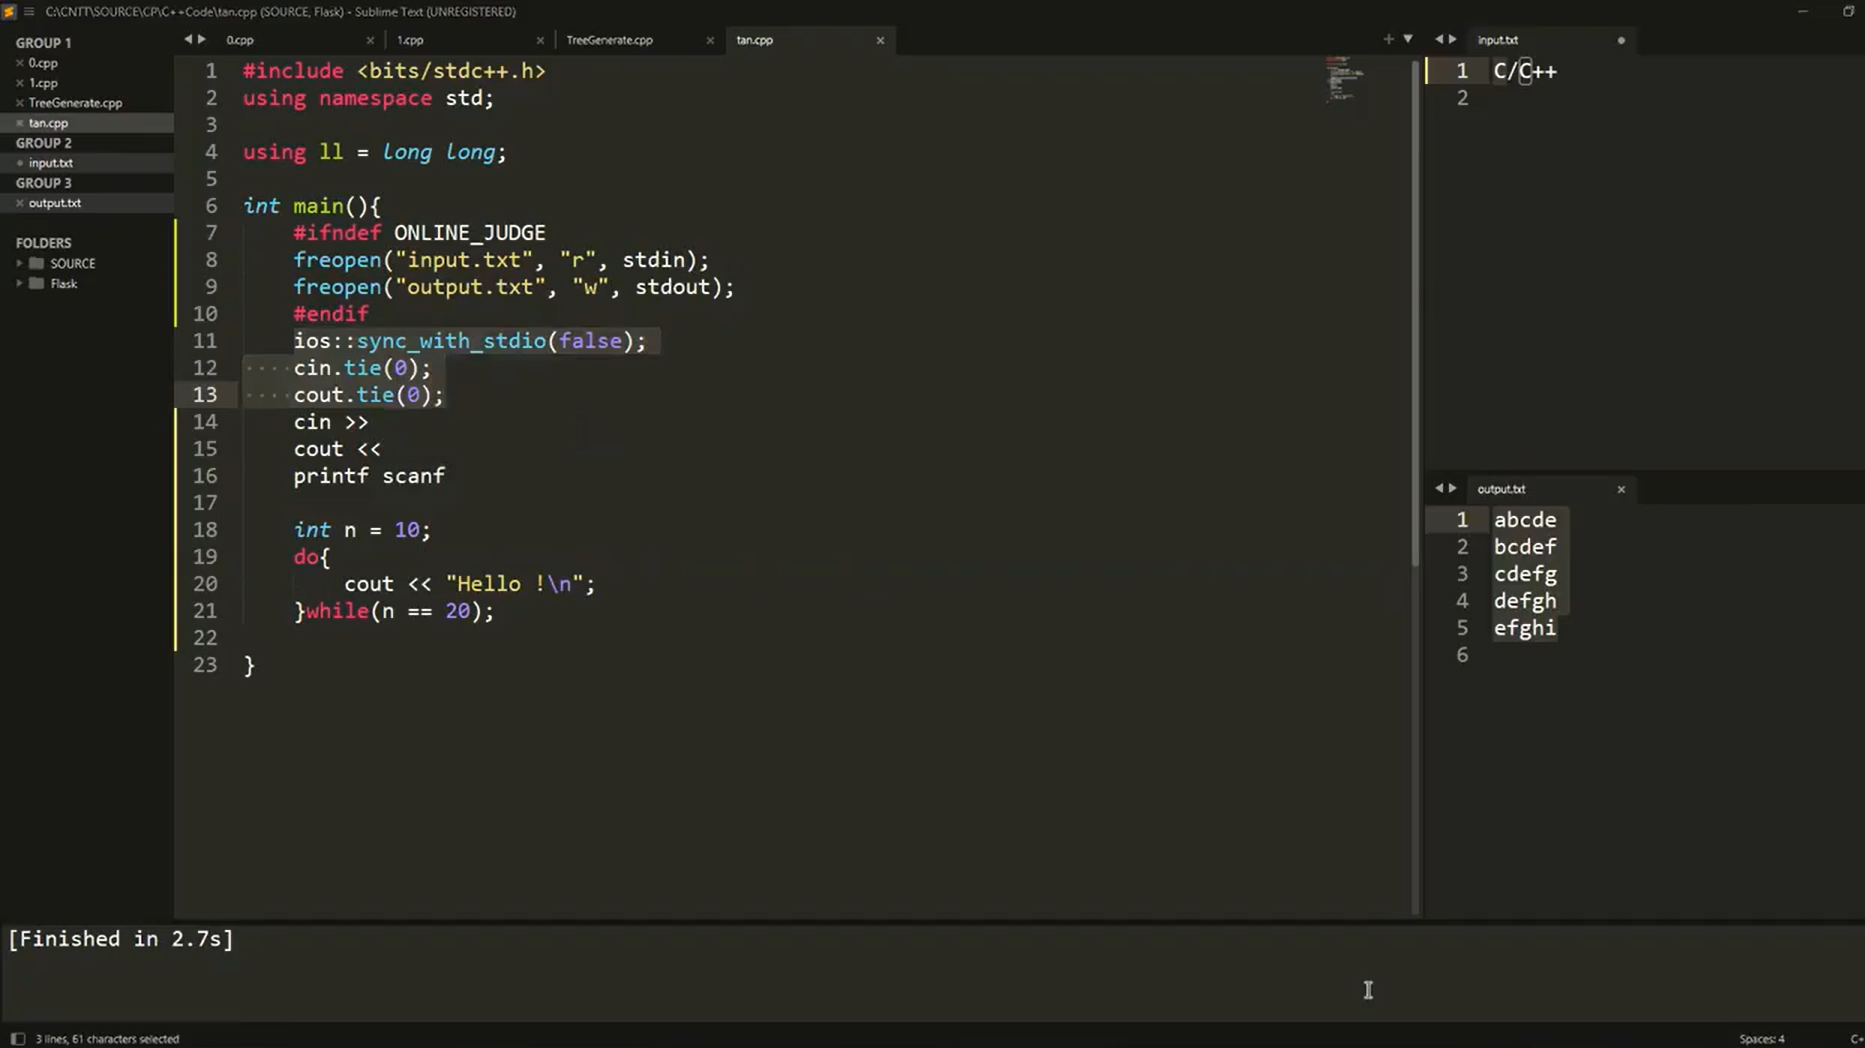 C:\CNTT\SOURCE\CP\C++Code\tan.cpp (SOURCE, Flask) - Sublime Text (UNREGISTERED)
GROUP 1
0.cpp
1.cpp
TreeGenerate.cpp
tan.cpp
GROUP 2
input.txt
GROUP 3
output.txt
FOLDERS
SOURCE
Flask
0.cpp
1.cpp
TreeGenerate.cpp
tan.cpp
1 #include <bits/stdc++.h>
2 using namespace std;
3
4 using ll = long long;
5
6 int main(){
7 #ifndef ONLINE_JUDGE
8 freopen("input.txt", "r", stdin);
9 freopen("output.txt", "w", stdout);
10 #endif
11 ios::sync_with_stdio(false);
12 cin.tie(0);
13 cout.tie(0);
14 cin >>
15 cout <<
16 printf scanf
17
18 int n = 10;
19 do{
20 cout << "Hello !\n";
21 }while(n == 20);
22
23 }
input.txt
1 C/C++
2
output.txt
1 abcde
2 bcdef
3 cdefg
4 defgh
5 efghi
6
[Finished in 2.7s]
3 lines, 61 characters selected
Spaces: 4
C+